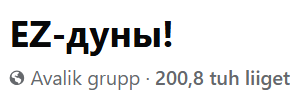 EZ-дуны!
Avalik grupp · 200,8 tuh liiget